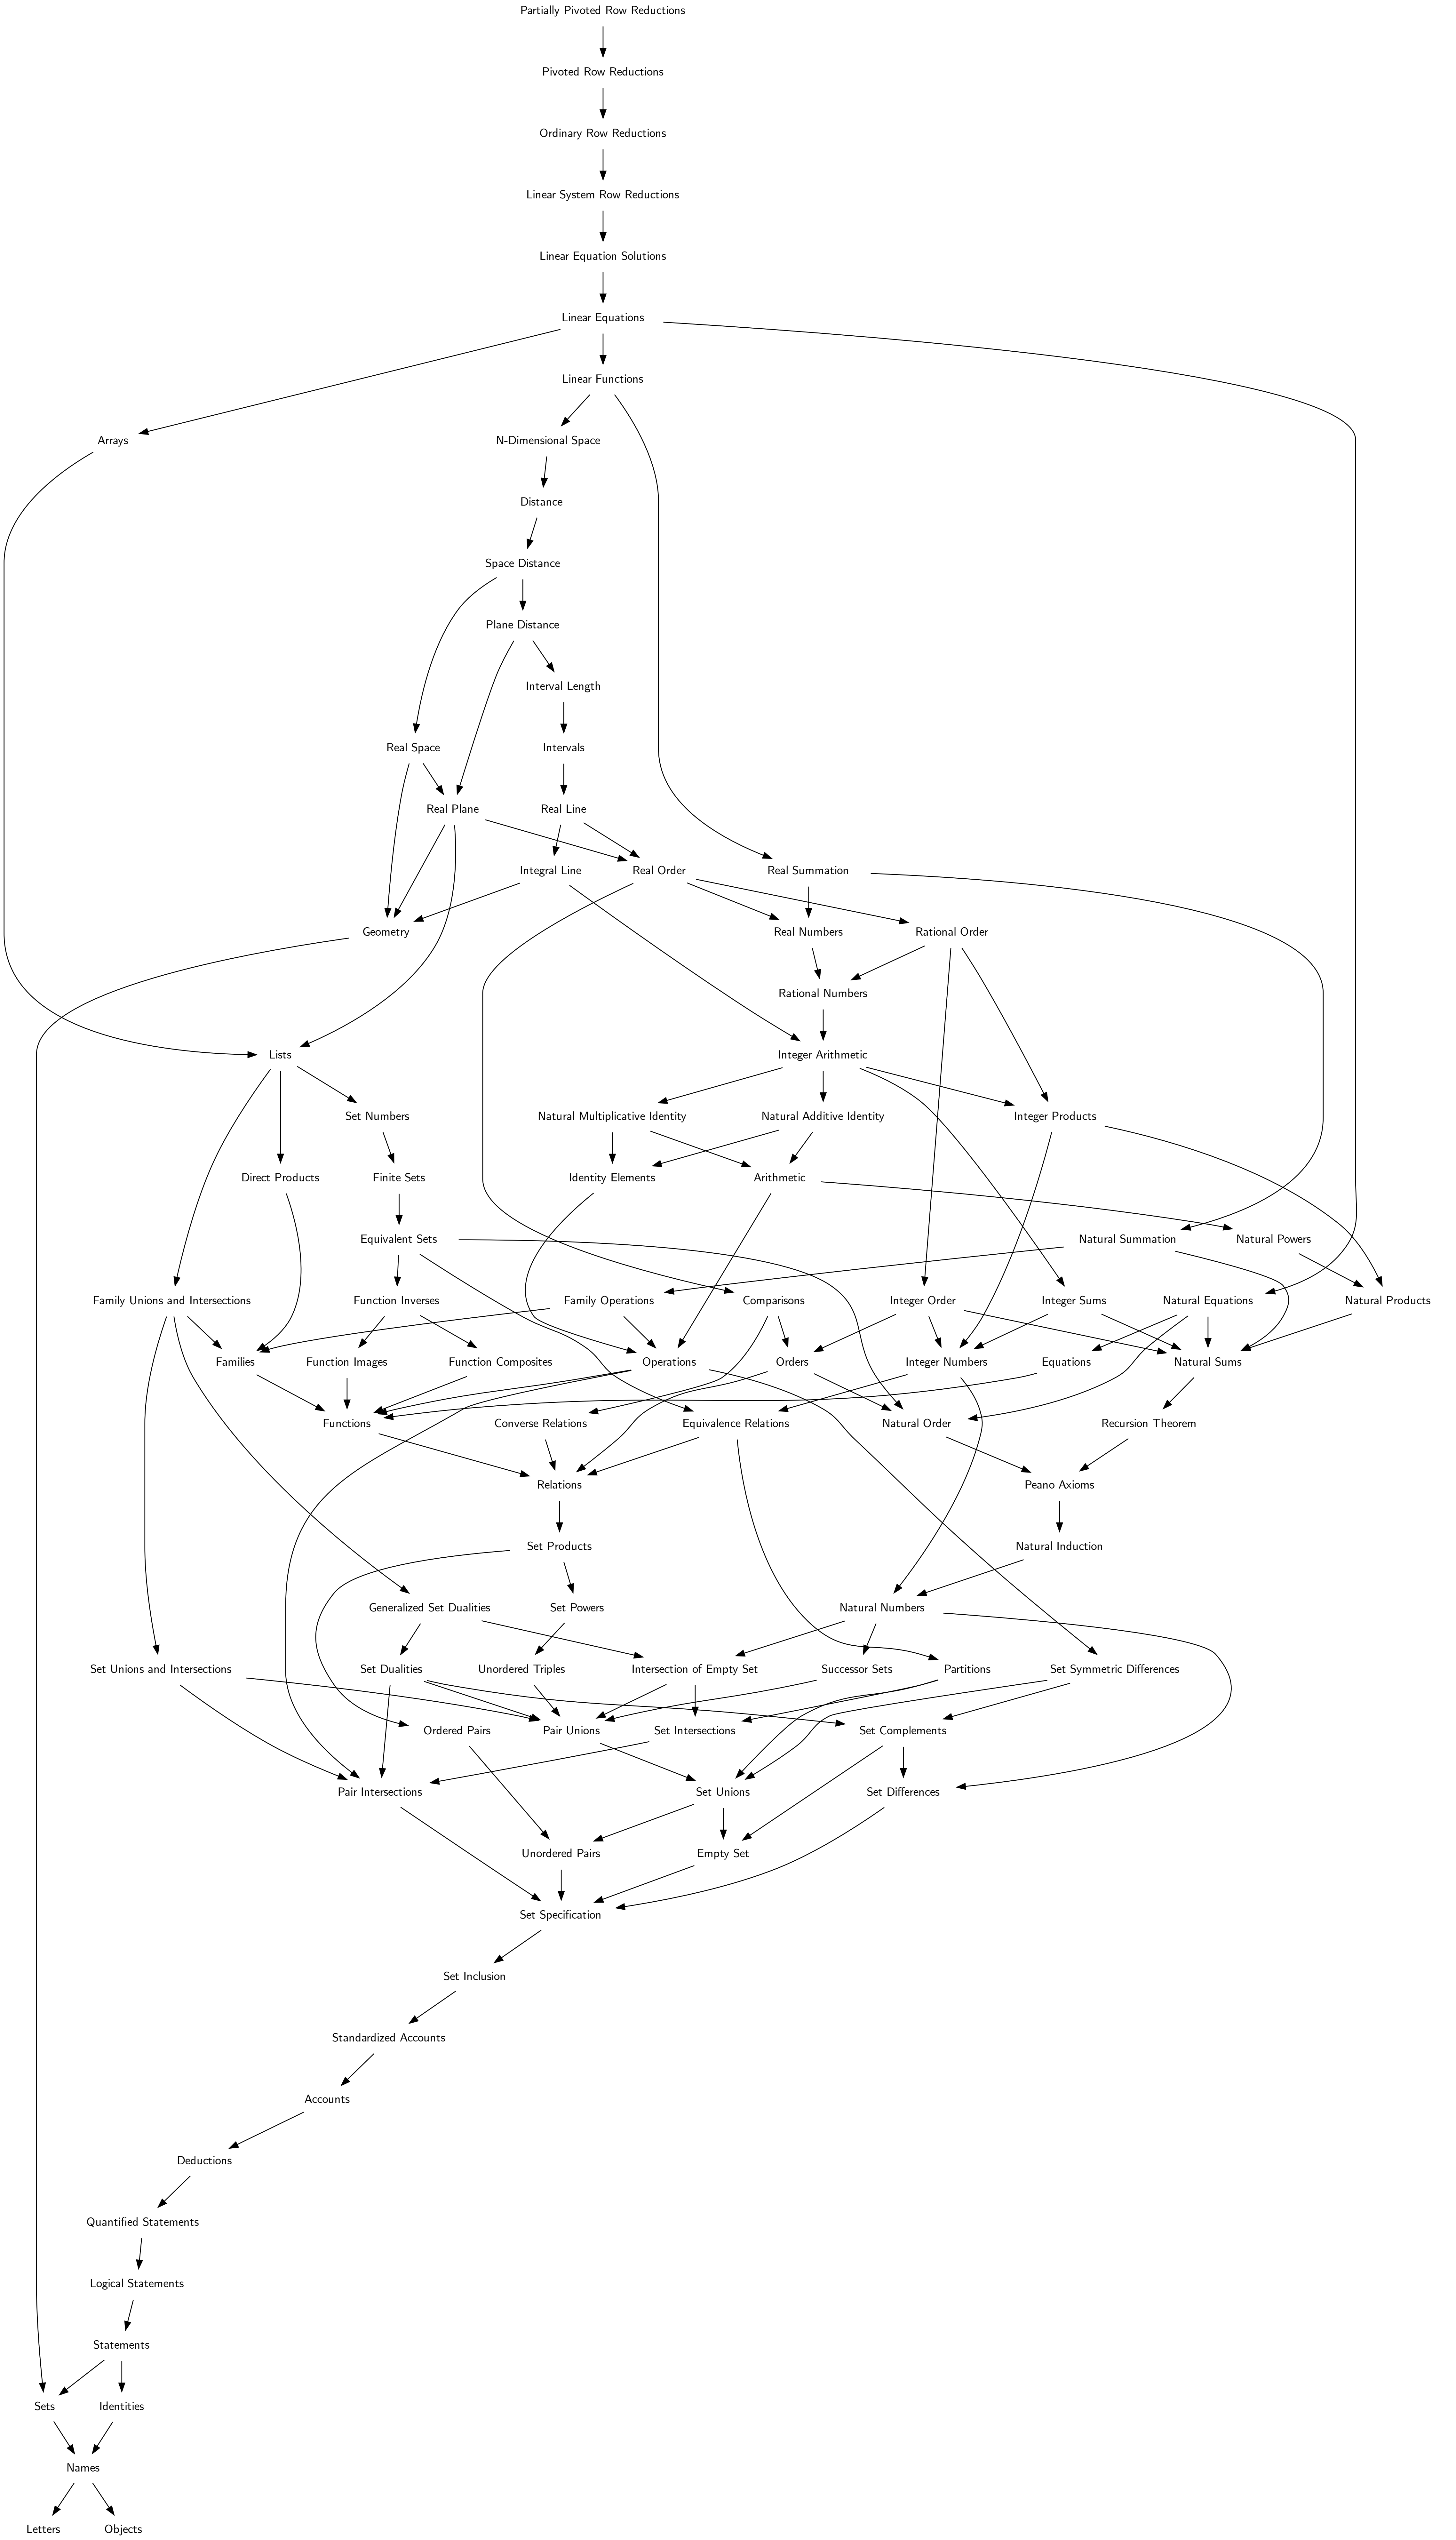 Partially Pivoted Row Reductions
Pivoted Row Reductions
Ordinary Row Reductions
Linear System Row Reductions
Linear Equation Solutions
Linear Equations
Linear Functions
Arrays
N-Dimensional Space
Distance
Space Distance
Plane Distance
Interval Length
Real Space
Intervals
Real Plane
Real Line
Integral Line
Real Order
Real Summation
Geometry
Real Numbers
Rational Order
Rational Numbers
Lists
Integer Arithmetic
Set Numbers
Natural Multiplicative Identity
Natural Additive Identity
Integer Products
Direct Products
Finite Sets
Identity Elements
Arithmetic
Equivalent Sets
Natural Summation
Natural Powers
Family Unions and Intersections
Function Inverses
Family Operations
Comparisons
Integer Order
Integer Sums
Natural Equations
Natural Products
Families
Function Images
Function Composites
Operations
Orders
Integer Numbers
Equations
Natural Sums
Functions
Converse Relations
Equivalence Relations
Natural Order
Recursion Theorem
Relations
Peano Axioms
Set Products
Natural Induction
Generalized Set Dualities
Set Powers
Natural Numbers
Set Unions and Intersections
Set Dualities
Unordered Triples
Intersection of Empty Set
Successor Sets
Partitions
Set Symmetric Differences
Ordered Pairs
Pair Unions
Set Intersections
Set Complements
Pair Intersections
Set Unions
Set Differences
Unordered Pairs
Empty Set
Set Specification
Set Inclusion
Standardized Accounts
Accounts
Deductions
Quantified Statements
Logical Statements
Statements
Sets
Identities
Names
Letters
Objects